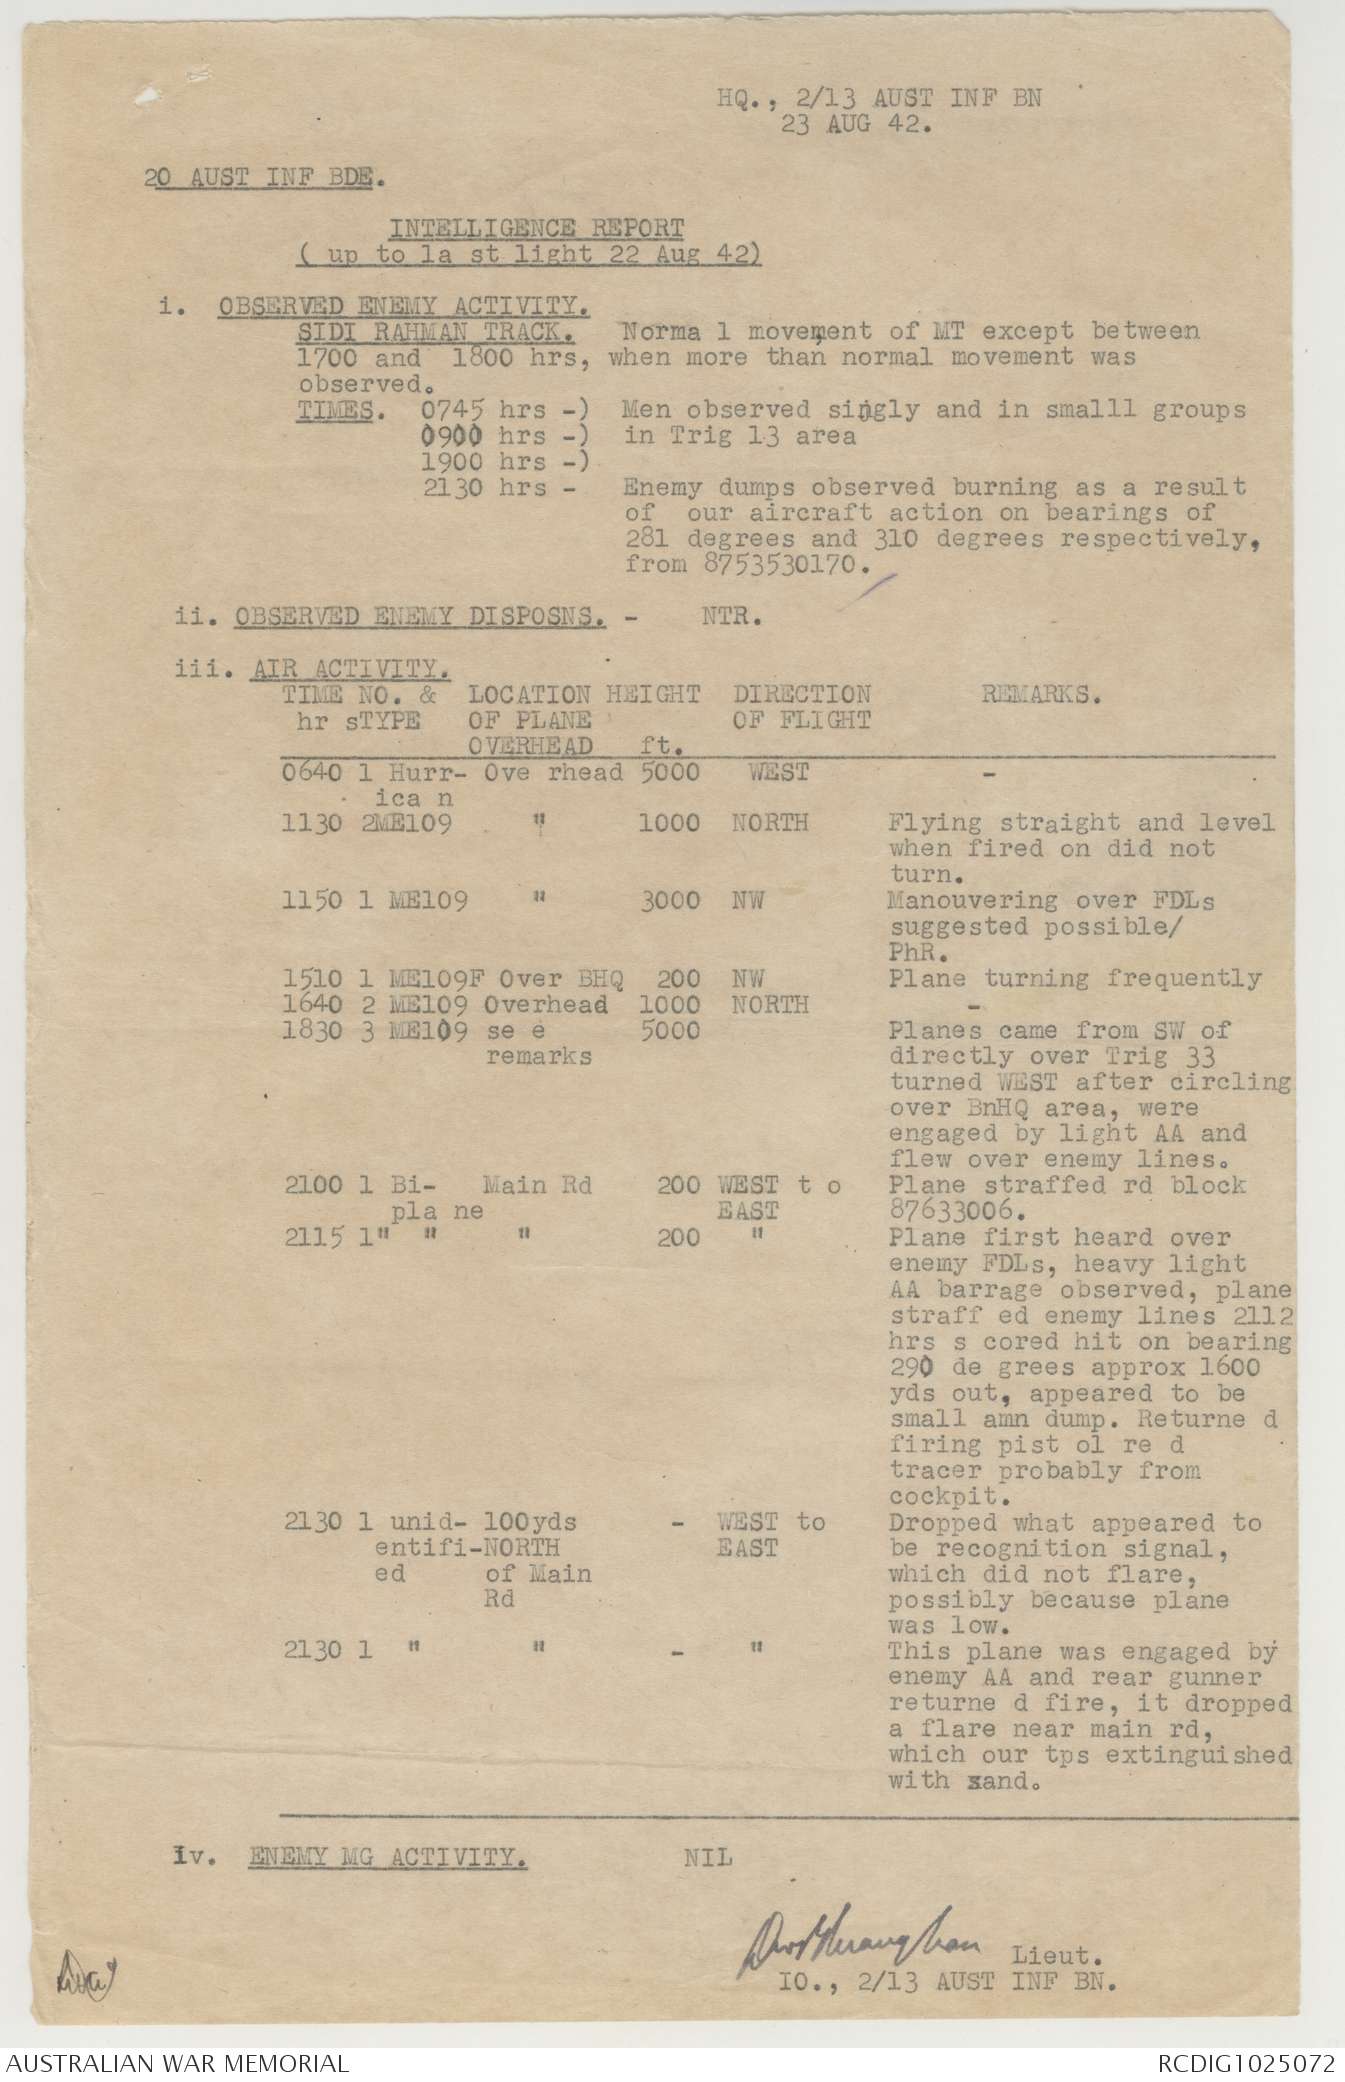 HQ., 2/13 AUST INF BN
23 AUG 42.
20 AUST INF BDE.
INTELLIGENCE REPORT
( up to la st light 22 Aug 42)
i. OBSERVED ENEMY ACTIVITY.
SIDI RAHMAN TRACK. Norma l movement of MT except between
1700 and 1800 hrs, when more than normal movement was
observed.
TIMES. 0745 hrs -) Men observed singly and in smalll groups
0900 hrs -) in Trig 13 area
1900 hrs -)
2130 hrs - Enemy dumps observed burning as a result
of our aircraft action on bearings of
281 degrees and 310 degrees respectively,
from 8753530170.
ii. OBSERVED ENEMY DISPOSNS. - NTR.
iii. AIR ACTIVITY.
TIME NO. & LOCATION HEIGHT DIRECTION REMARKS.
hr sTYPE OF PLANE OF FLIGHT
OVERHEAD ft.
0640 1 Hurr- Ove rhead 5000 WEST -
ica n
1130 2ME109 " 1000 NORTH Flying straight and level
when fired on did not
turn.
1150 1 ME109 " 3000 NW Manouvering over FDLs
suggested possible/
PhR.
1510 1 ME109F Over BHQ 200 NW Plane turning frequently
1640 2 ME109 Overhead 1000 NORTH -
1830 3 ME109 se e 5000 Planes came from SW of
remarks directly over Trig 33
turned WEST after circling
over BnHQ area, were
engaged by light AA and
flew over enemy lines.
2100 1 Bi- Main Rd 200 WEST t o Plane straffed rd block
pla ne EAST 87633006.
2115 1" " " 200 " Plane first heard over
enemy FDLs, heavy light
AA barrage observed, plane
straff ed enemy lines 2112
hrs s cored hit on bearing
290 de grees approx 1600
yds out, appeared to be
small amn dump. Returne d
firing pist ol re d
tracer probably from
cockpit.
2130 1 unid- 100yds - WEST to Dropped what appeared to
entifi-NORTH EAST be recognition signal,
ed of Main which did not flare,
Rd possibly because plane
was low.
2130 1 " " - " This plane was engaged by
enemy AA and rear gunner
returne d fire, it dropped
a flare near main rd,
which our tps extinguished
with sand.
iv. ENEMY MG ACTIVITY. NIL
Lieut.
IO., 2/13 AUST INF BN.
AUSTRALIAN WAR MEMORIAL RCDIG1025072